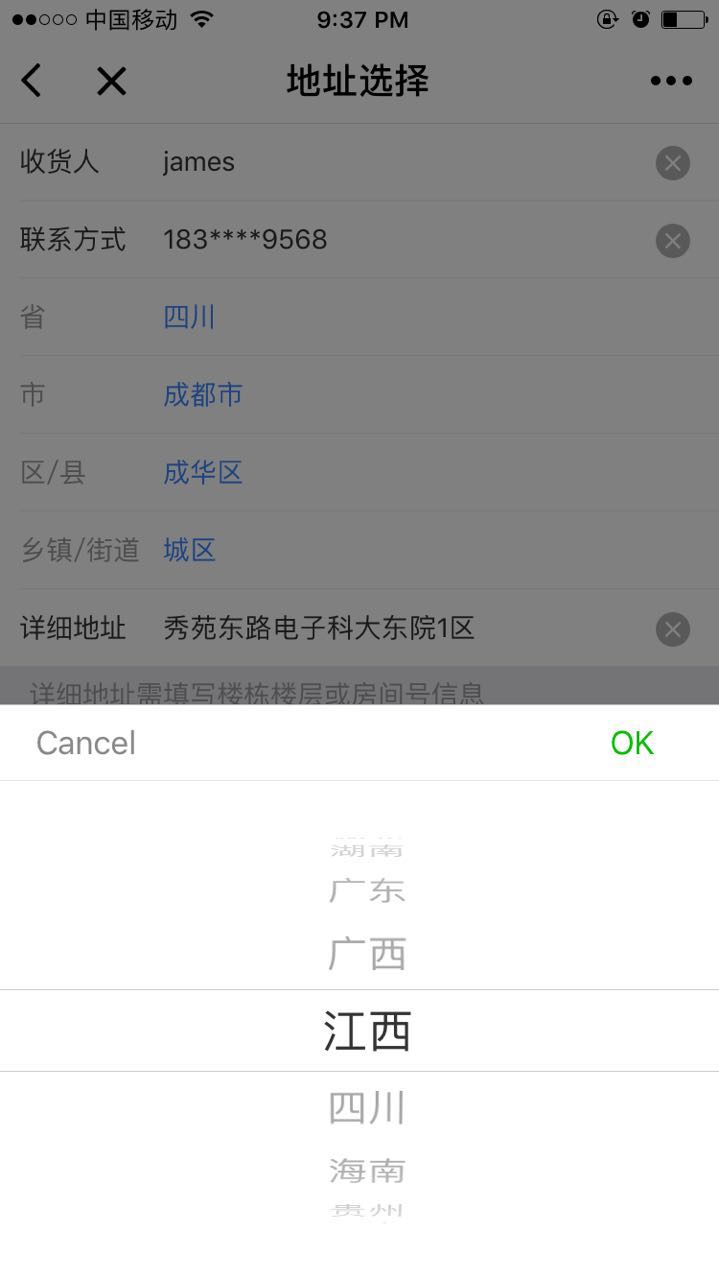 中国移动 9:37 PM
地址选择
收货人 james
联系方式 183****9568
省 四川
市 成都市
区/县 成华区
乡镇/街道 城区
详细地址 秀苑东路电子科大东院1区
详细地址需填写楼栋楼层或房间号信息
Cancel OK
湖南
广东
广西
江西
四川
海南
贵州